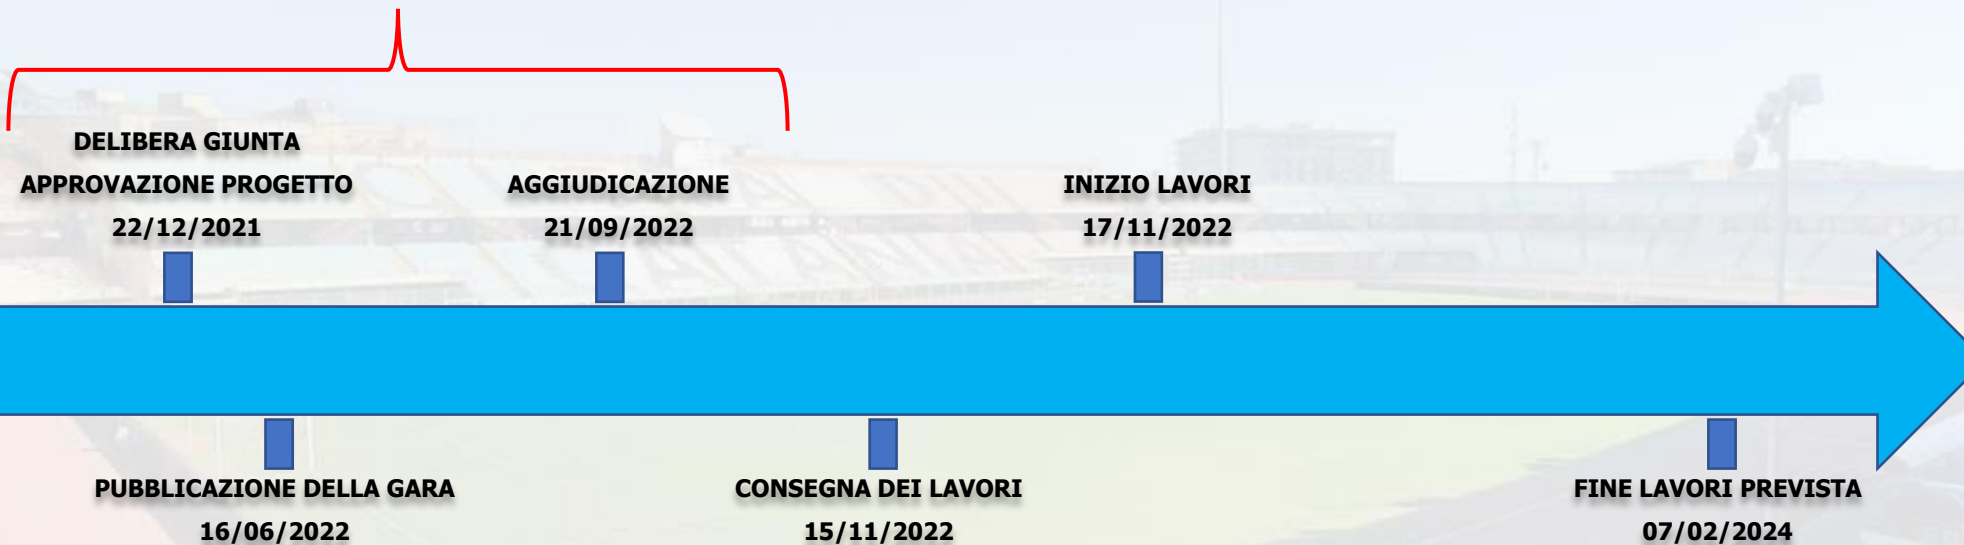 DELIBERA GIUNTA
APPROVAZIONE PROGETTO
22/12/2021
AGGIUDICAZIONE
21/09/2022
INIZIO LAVORI
17/11/2022
PUBBLICAZIONE DELLA GARA
16/06/2022
CONSEGNA DEI LAVORI
15/11/2022
FINE LAVORI PREVISTA
07/02/2024